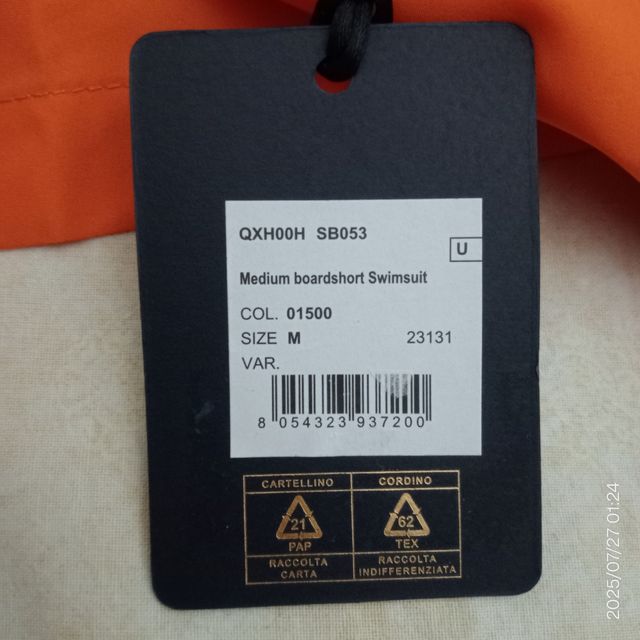 QXH00H SB053
U
Medium boardshort Swimsuit
COL. 01500
SIZE M 23131
VAR.
8 054323 937200
CARTELLINO CORDINO
21 62
PAP TEX
RACCOLTA CARTA
RACCOLTA INDIFFERENZIATA
2025/07/27 01:24